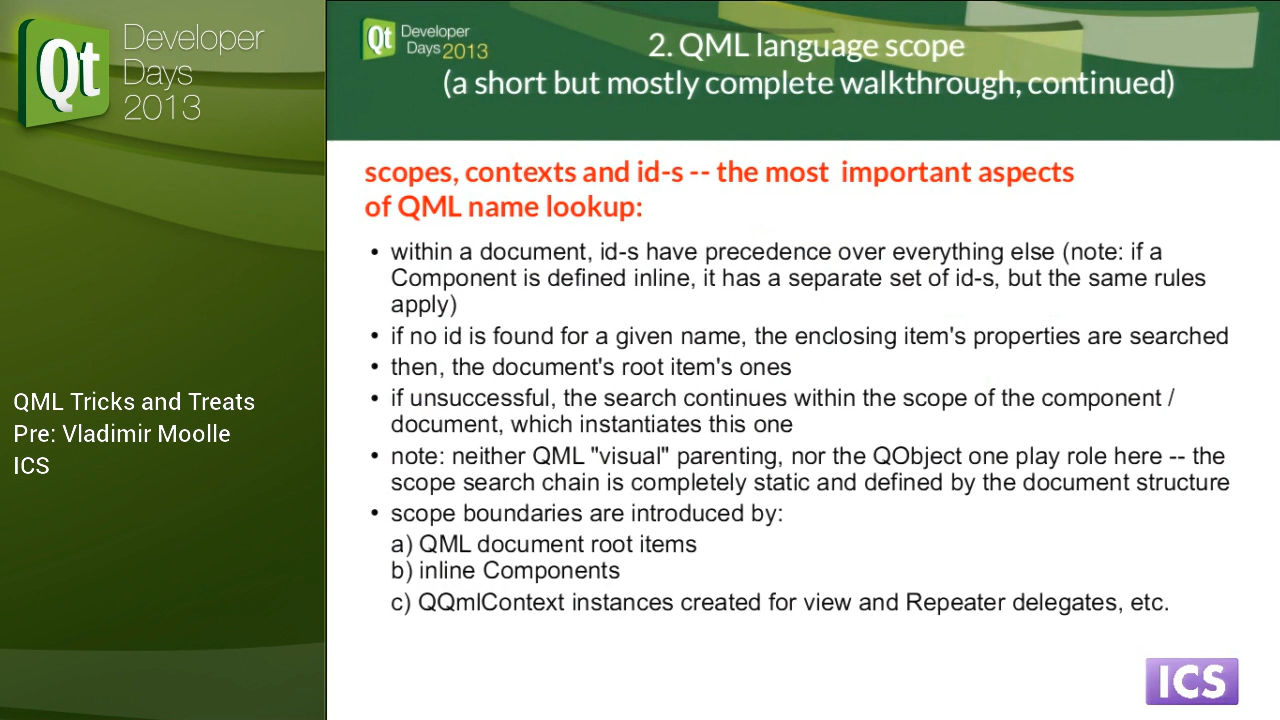 Qt Developer
Days
2013
QML Tricks and Treats
Pre: Vladimir Moolle
ICS
Qt Developer
Days 2013
2. QML language scope
(a short but mostly complete walkthrough, continued)
scopes, contexts and id-s -- the most  important aspects
of QML name lookup:
• within a document, id-s have precedence over everything else (note: if a
Component is defined inline, it has a separate set of id-s, but the same rules
apply)
• if no id is found for a given name, the enclosing item's properties are searched
• then, the document's root item's ones
• if unsuccessful, the search continues within the scope of the component /
document, which instantiates this one
• note: neither QML "visual" parenting, nor the QObject one play role here -- the
scope search chain is completely static and defined by the document structure
• scope boundaries are introduced by:
a) QML document root items
b) inline Components
c) QQmlContext instances created for view and Repeater delegates, etc.
ICS